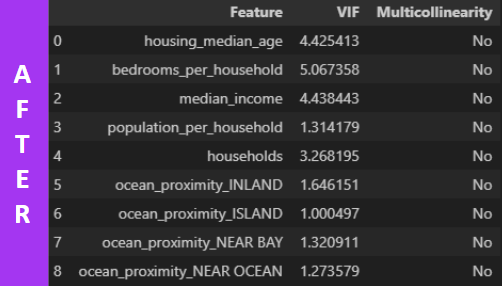 AFTER
Feature VIF Multicollinearity
0 housing_median_age 4.425413 No
1 bedrooms_per_household 5.067358 No
2 median_income 4.438443 No
3 population_per_household 1.314179 No
4 households 3.268195 No
5 ocean_proximity_INLAND 1.646151 No
6 ocean_proximity_ISLAND 1.000497 No
7 ocean_proximity_NEAR BAY 1.320911 No
8 ocean_proximity_NEAR OCEAN 1.273579 No